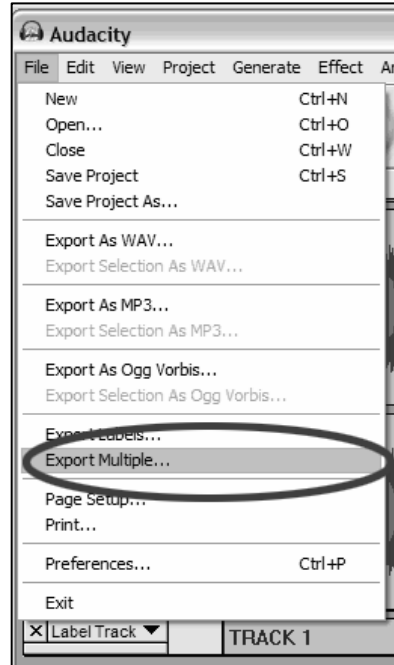 Audacity
File Edit View Project Generate Effect
New Ctrl+N
Open... Ctrl+O
Close Ctrl+W
Save Project Ctrl+S
Save Project As...
Export As WAV...
Export Selection As WAV...
Export As MP3...
Export Selection As MP3...
Export As Ogg Vorbis...
Export Selection As Ogg Vorbis...
Export Labels...
Export Multiple...
Page Setup...
Print...
Preferences... Ctrl+P
Exit
X Label Track TRACK 1